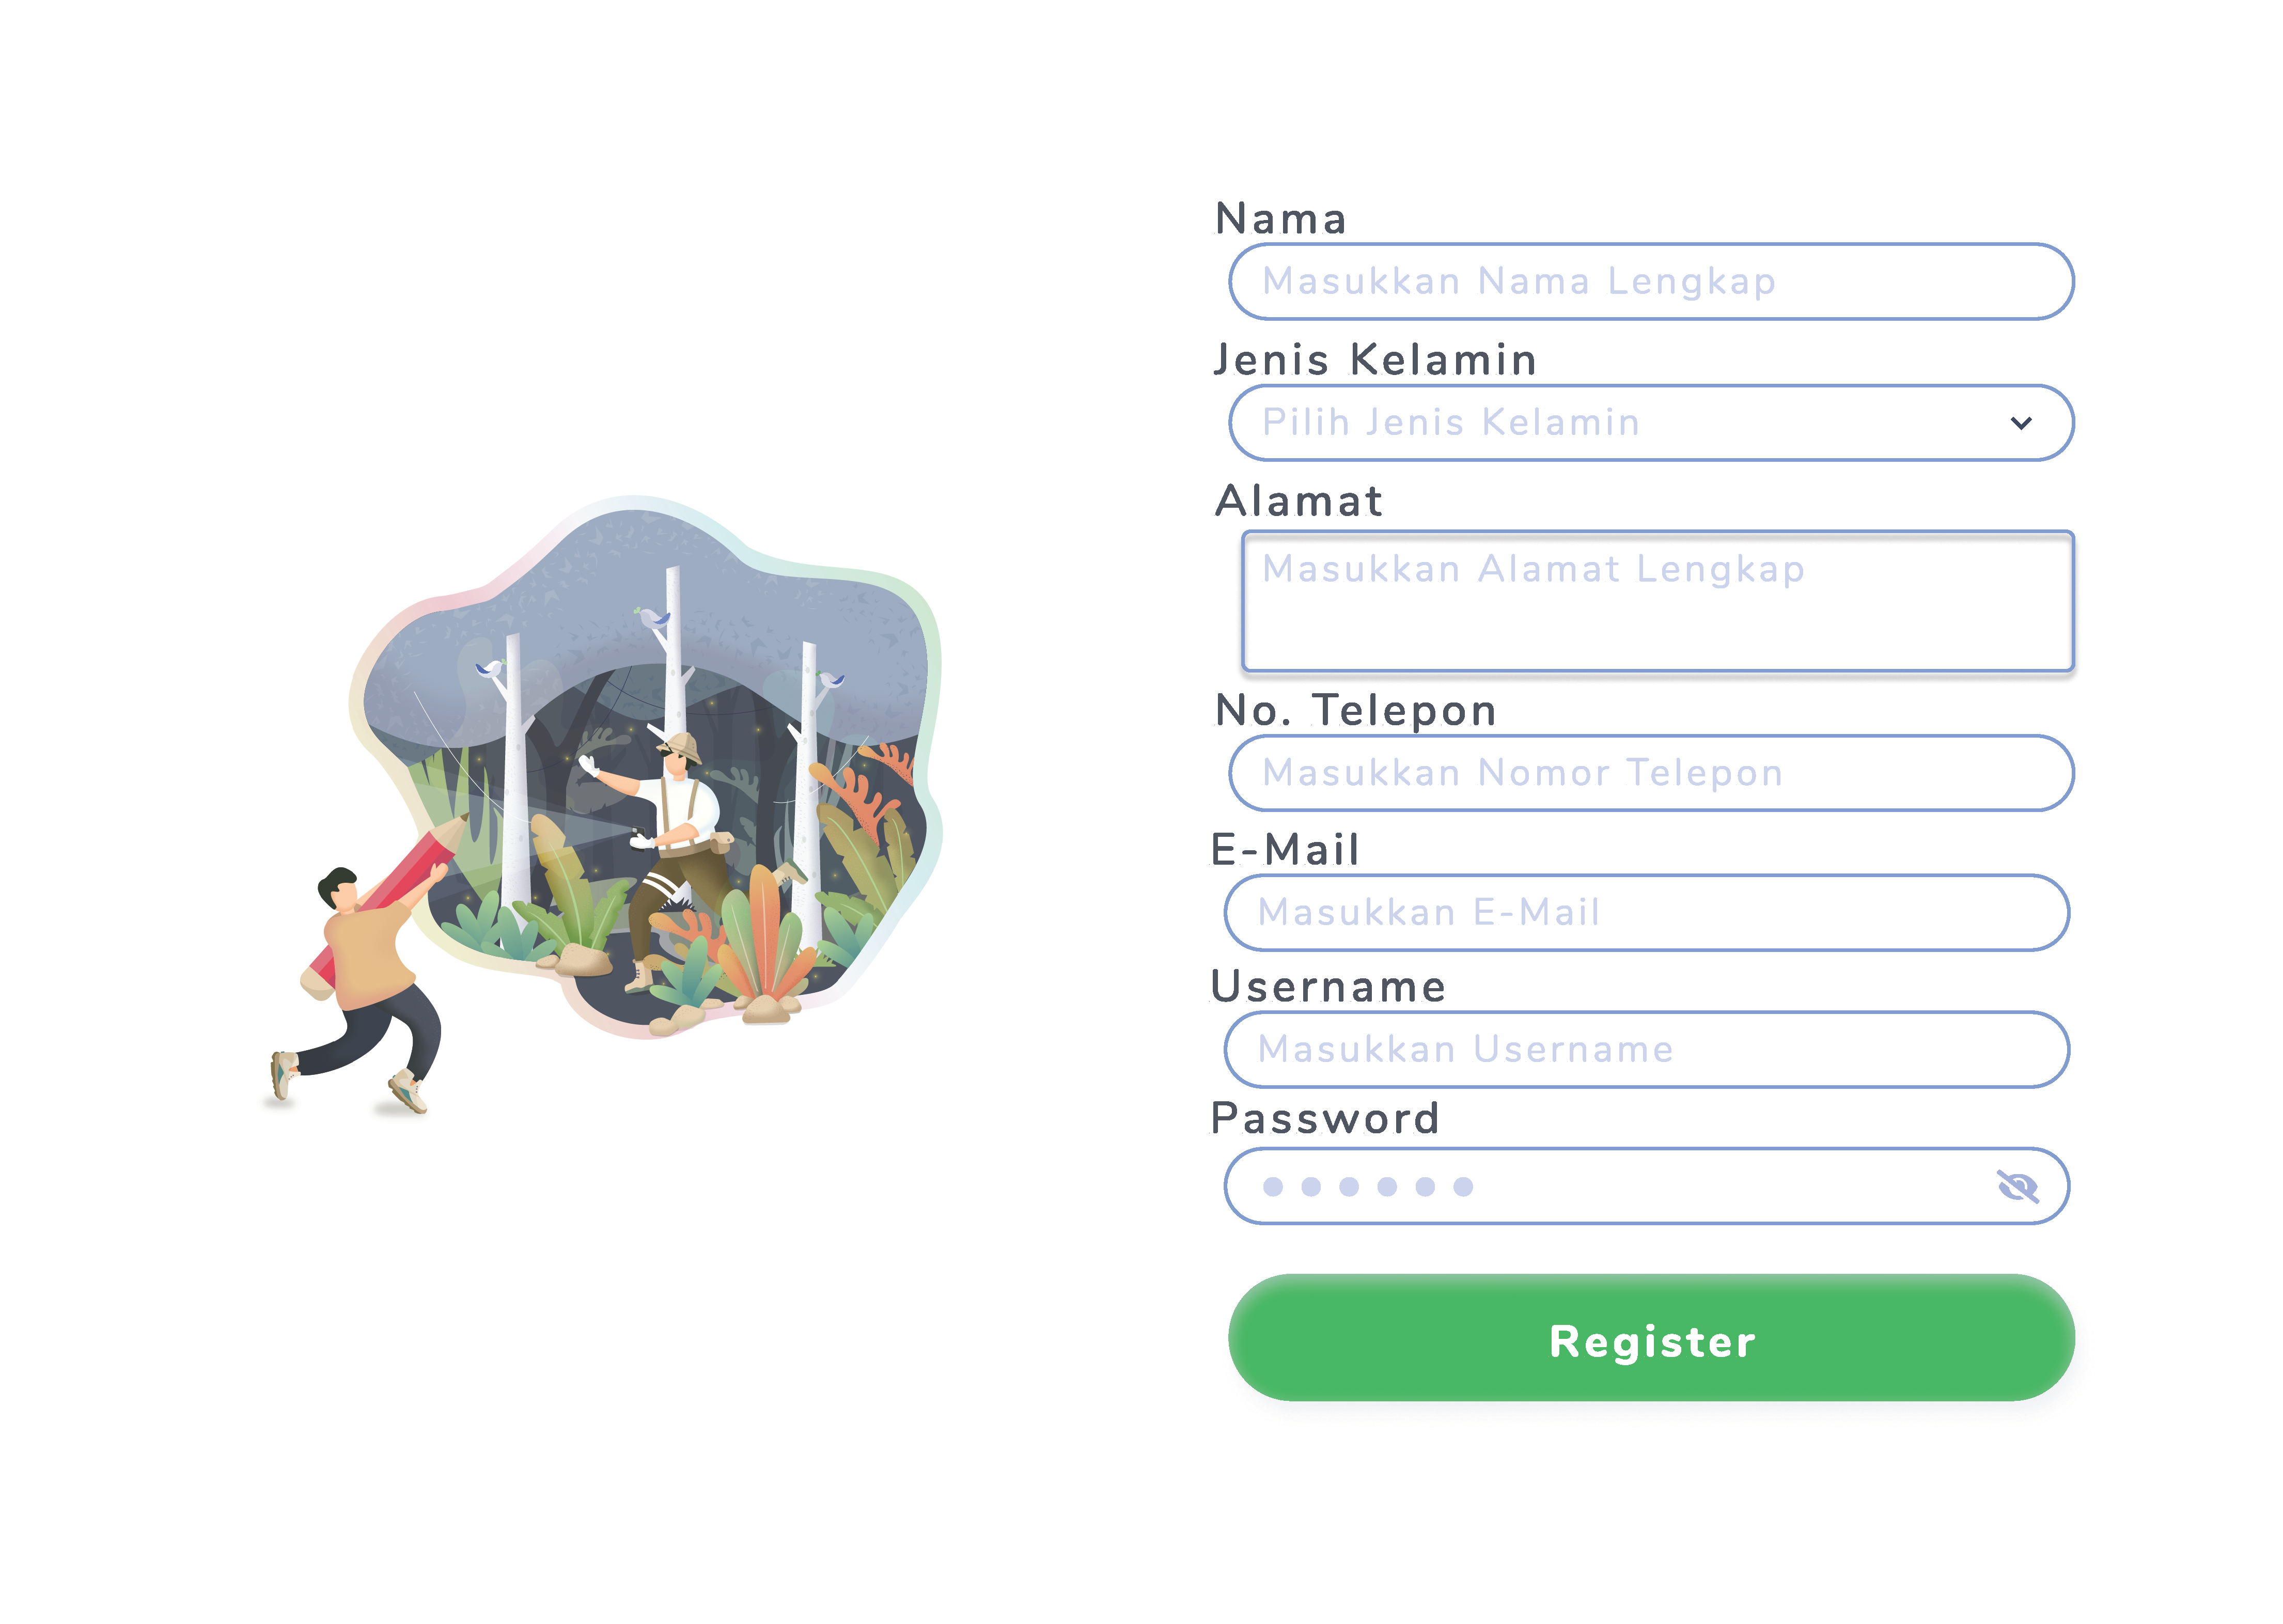 Nama
Masukkan Nama Lengkap
Jenis Kelamin
Pilih Jenis Kelamin
Alamat
Masukkan Alamat Lengkap
No. Telepon
Masukkan Nomor Telepon
E-Mail
Masukkan E-Mail
Username
Masukkan Username
Password
Register